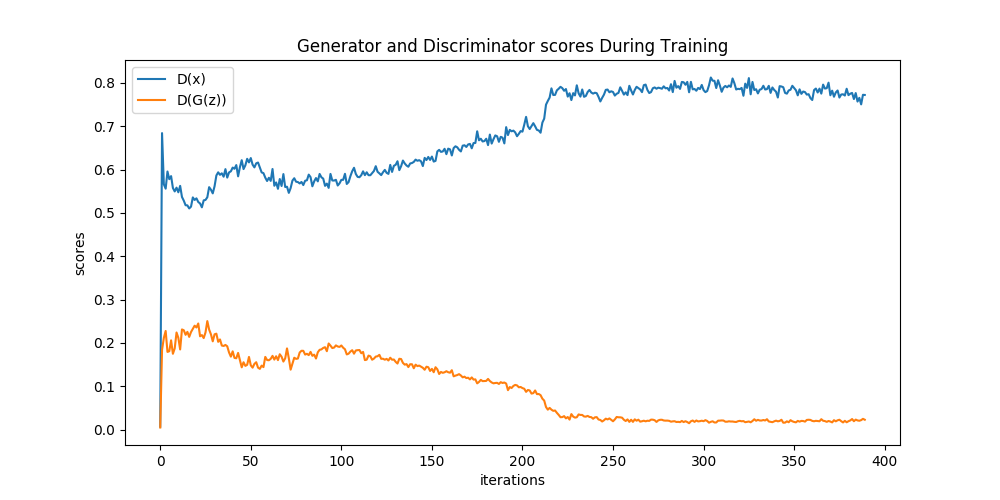 Generator and Discriminator scores During Training
D(x)
D(G(z))
scores
0.8
0.7
0.6
0.5
0.4
0.3
0.2
0.1
0.0
0 50 100 150 200 250 300 350 400
iterations